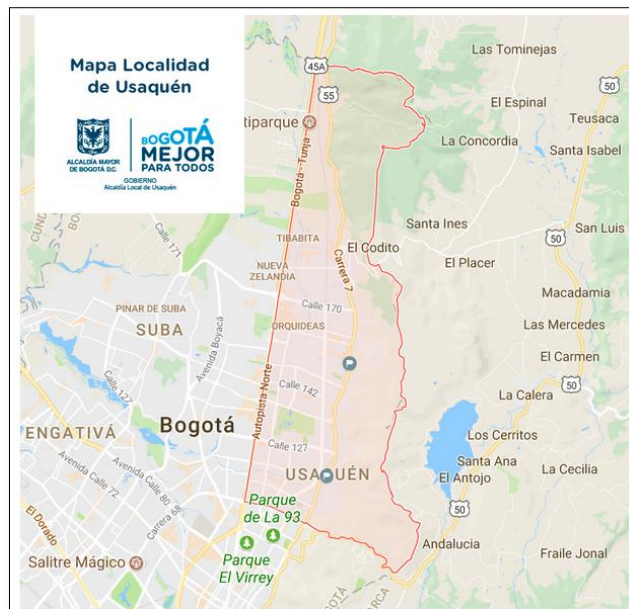 Mapa Localidad
de Usaquén
ALCALDÍA MAYOR
DE BOGOTÁ D.C.
BOGOTÁ
MEJOR
PARA TODOS
GOBIERNO
Alcaldía Local de Usaquén
45A
55
tiparque
Bogotá - Tunja
Las Tominejas
50
El Espinal
Teusaca
La Concordia
Santa Isabel
Calle 171
TIBABITA
Santa Ines
San Luis
50
El Codito
El Placer
Carrera 7
NUEVA
ZELANDIA
Macadamia
PINAR DE SUBA
Calle 170
SUBA
Avenida Boyacá
ORQUIDEAS
Las Mercedes
El Carmen
Calle 142
50
La Calera
Calle 127
Autopista Norte
Bogotá
ENGATIVÁ
Calle 127
Los Cerritos
Avenida Calle 72
Avenida Calle 80
USAQUÉN
Santa Ana
El Antojo
La Cecilia
Carrera 68
Parque
de La 93
50
El Dorado
Andalucia
Salitre Mágico
Parque
El Virrey
Fraile Jonal